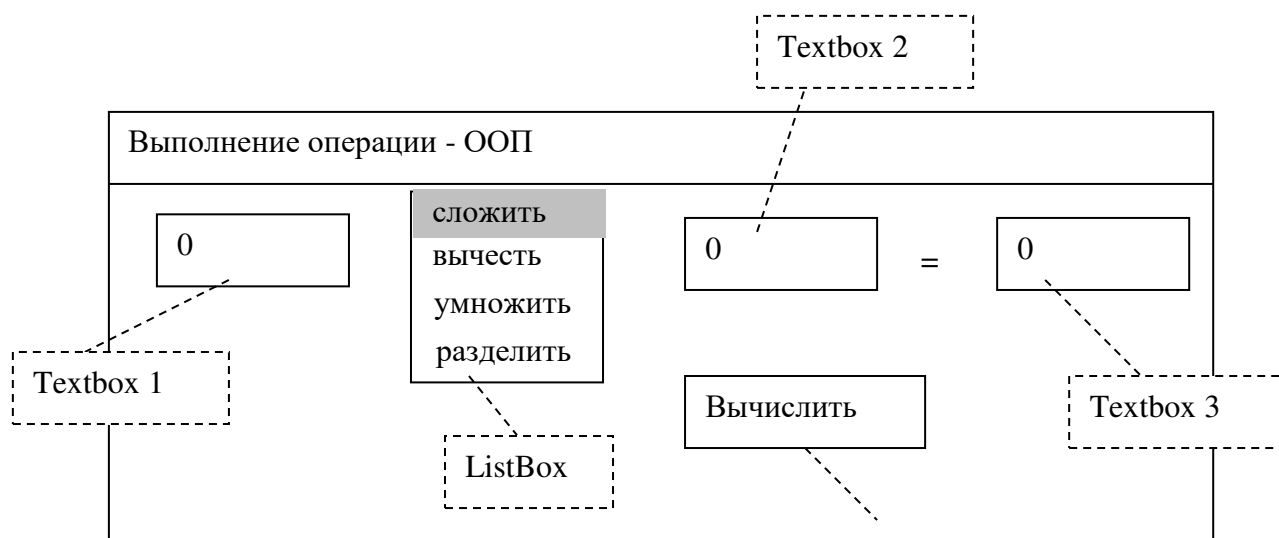 Textbox 2
Выполнение операции - ООП
0
сложить
вычесть
умножить
разделить
0
=
0
Textbox 1
ListBox
Вычислить
Textbox 3